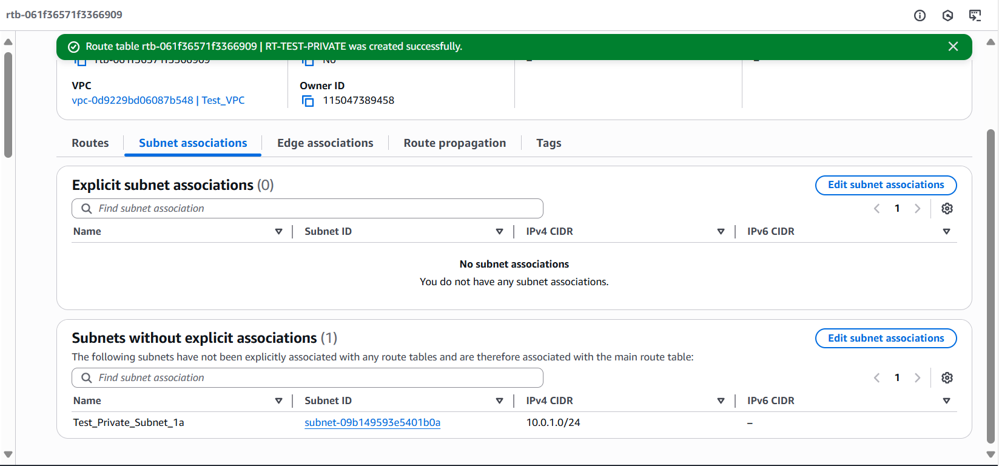 rtb-061f36571f3366909
Route table rtb-061f36571f3366909 | RT-TEST-PRIVATE was created successfully.
rtb-061f36571f3366909 No – –
VPC Owner ID
vpc-0d9229bd06087b548 | Test_VPC 115047389458
Routes Subnet associations Edge associations Route propagation Tags
Explicit subnet associations (0) Edit subnet associations
Find subnet association 1
Name Subnet ID IPv4 CIDR IPv6 CIDR
No subnet associations
You do not have any subnet associations.
Subnets without explicit associations (1) Edit subnet associations
The following subnets have not been explicitly associated with any route tables and are therefore associated with the main route table:
Find subnet association 1
Name Subnet ID IPv4 CIDR IPv6 CIDR
Test_Private_Subnet_1a subnet-09b149593e5401b0a 10.0.1.0/24 –